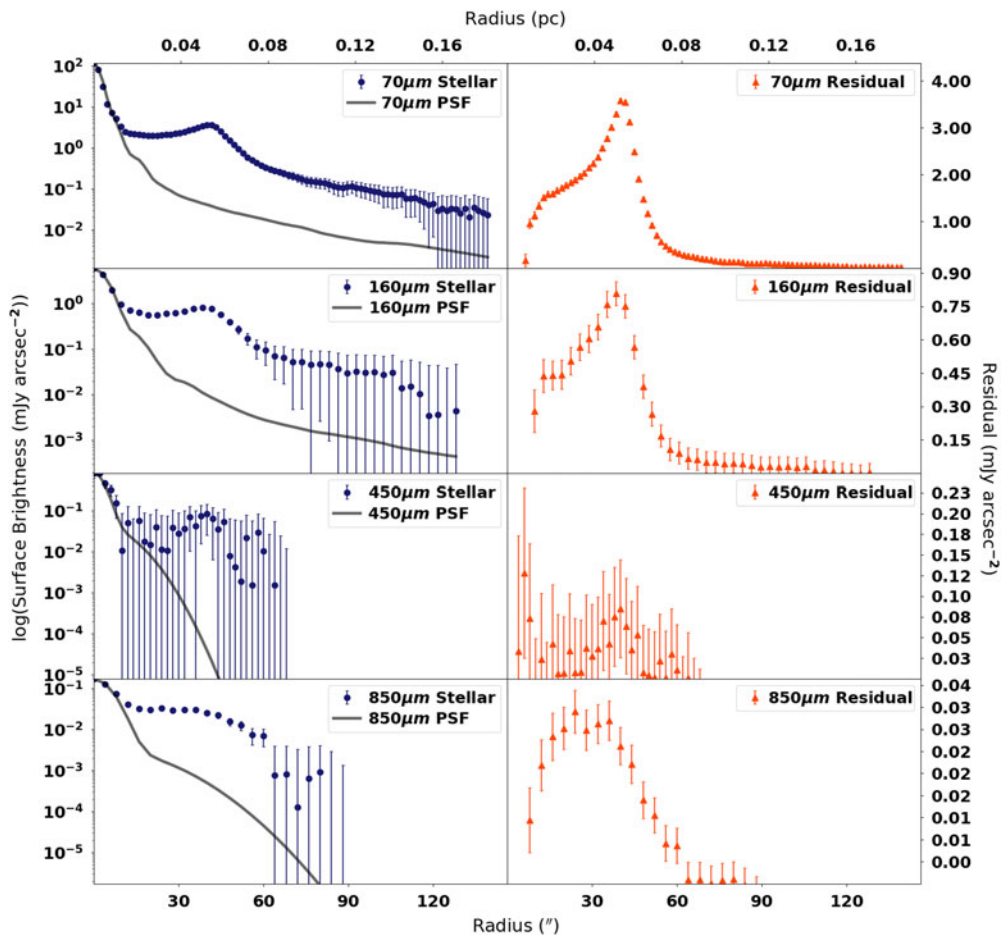 Radius (pc)
0.04 0.08 0.12 0.16 0.04 0.08 0.12 0.16
10² 4.00
70μm Stellar 70μm Residual
70μm PSF
10¹
3.00
10⁰
2.00
10⁻¹
1.00
10⁻²
0.90
160μm Stellar 160μm Residual
160μm PSF
10⁰
0.75
10⁻¹ 0.60
0.45
10⁻²
0.30
10⁻³ 0.15
log(Surface Brightness (mJy arcsec⁻²))
Residual (mJy arcsec⁻²)
450μm Stellar 450μm Residual
450μm PSF
0.23
10⁻¹ 0.20
0.18
10⁻² 0.15
0.12
10⁻³ 0.10
0.08
10⁻⁴ 0.05
0.03
10⁻⁵
0.04
850μm Stellar 850μm Residual
850μm PSF
10⁻¹
0.03
0.03
10⁻²
0.02
10⁻³ 0.02
0.01
10⁻⁴
0.01
10⁻⁵ 0.00
30 60 90 120 30 60 90 120
Radius (″)